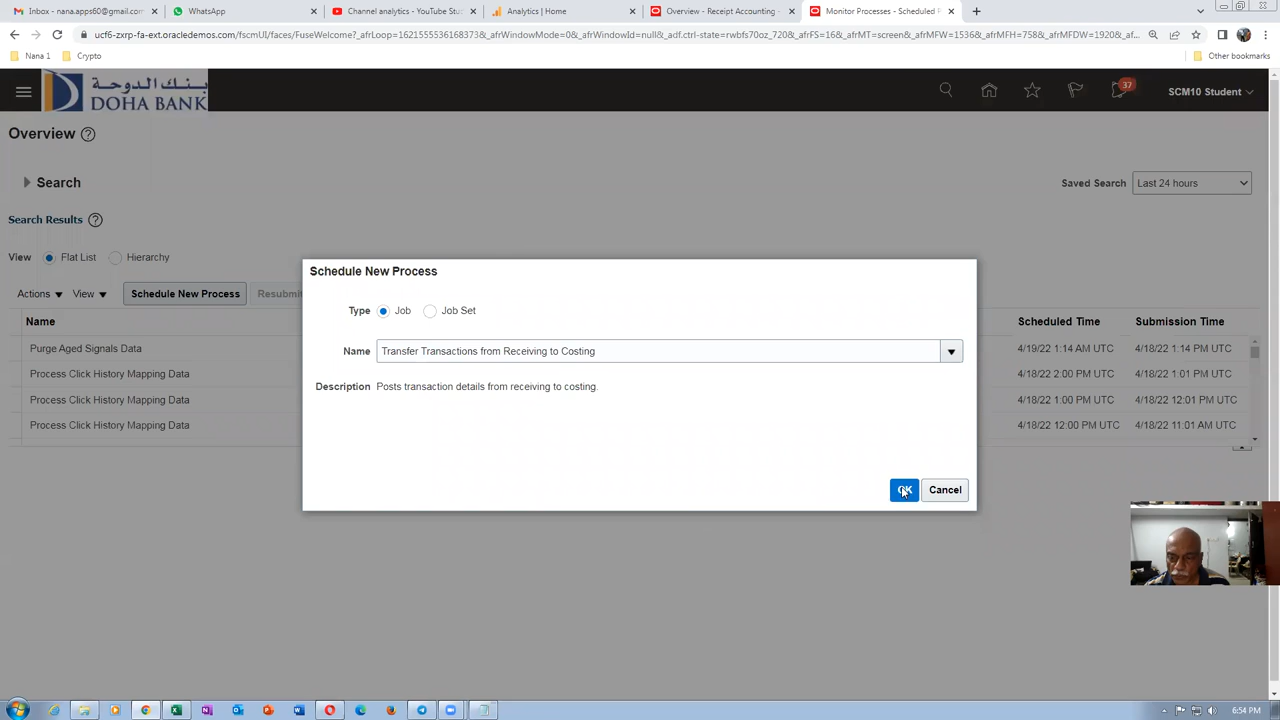 Inbox - nana.apps60@gmail.com
WhatsApp
Channel analytics - YouTube Stu
Analytics | Home
Overview - Receipt Accounting -
Monitor Processes - Scheduled P
ucf6-zxrp-fa-ext.oracledemos.com/fscmUI/faces/FuseWelcome?_afrLoop=1621555536168373&_afrWindowMode=0&_afrWindowId=null&_adf.ctrl-state=rwbfs70oz_720&_afrFS=16&_afrMT=screen&_afrMFW=1536&_afrMFH=758&_afrMFDW=1920&_afr...
Nana 1
Crypto
Other bookmarks
بنك الدوحة
DOHA BANK
37
SCM10 Student
Overview
Search
Saved Search
Last 24 hours
Search Results
View
Flat List
Hierarchy
Actions
View
Schedule New Process
Resubmit
Name
Scheduled Time
Submission Time
Purge Aged Signals Data
4/19/22 1:14 AM UTC
4/18/22 1:14 PM UTC
Process Click History Mapping Data
4/18/22 2:00 PM UTC
4/18/22 1:01 PM UTC
Process Click History Mapping Data
4/18/22 1:00 PM UTC
4/18/22 12:01 PM UTC
Process Click History Mapping Data
4/18/22 12:00 PM UTC
4/18/22 11:01 AM UTC
Schedule New Process
Type
Job
Job Set
Name
Transfer Transactions from Receiving to Costing
Description
Posts transaction details from receiving to costing.
OK
Cancel
6:54 PM